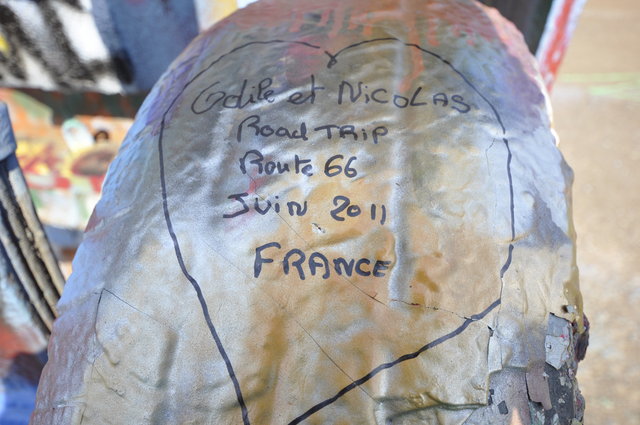 Odile et NICOLAS
Road TRIP
Route 66
JUIN 2011
FRANCE